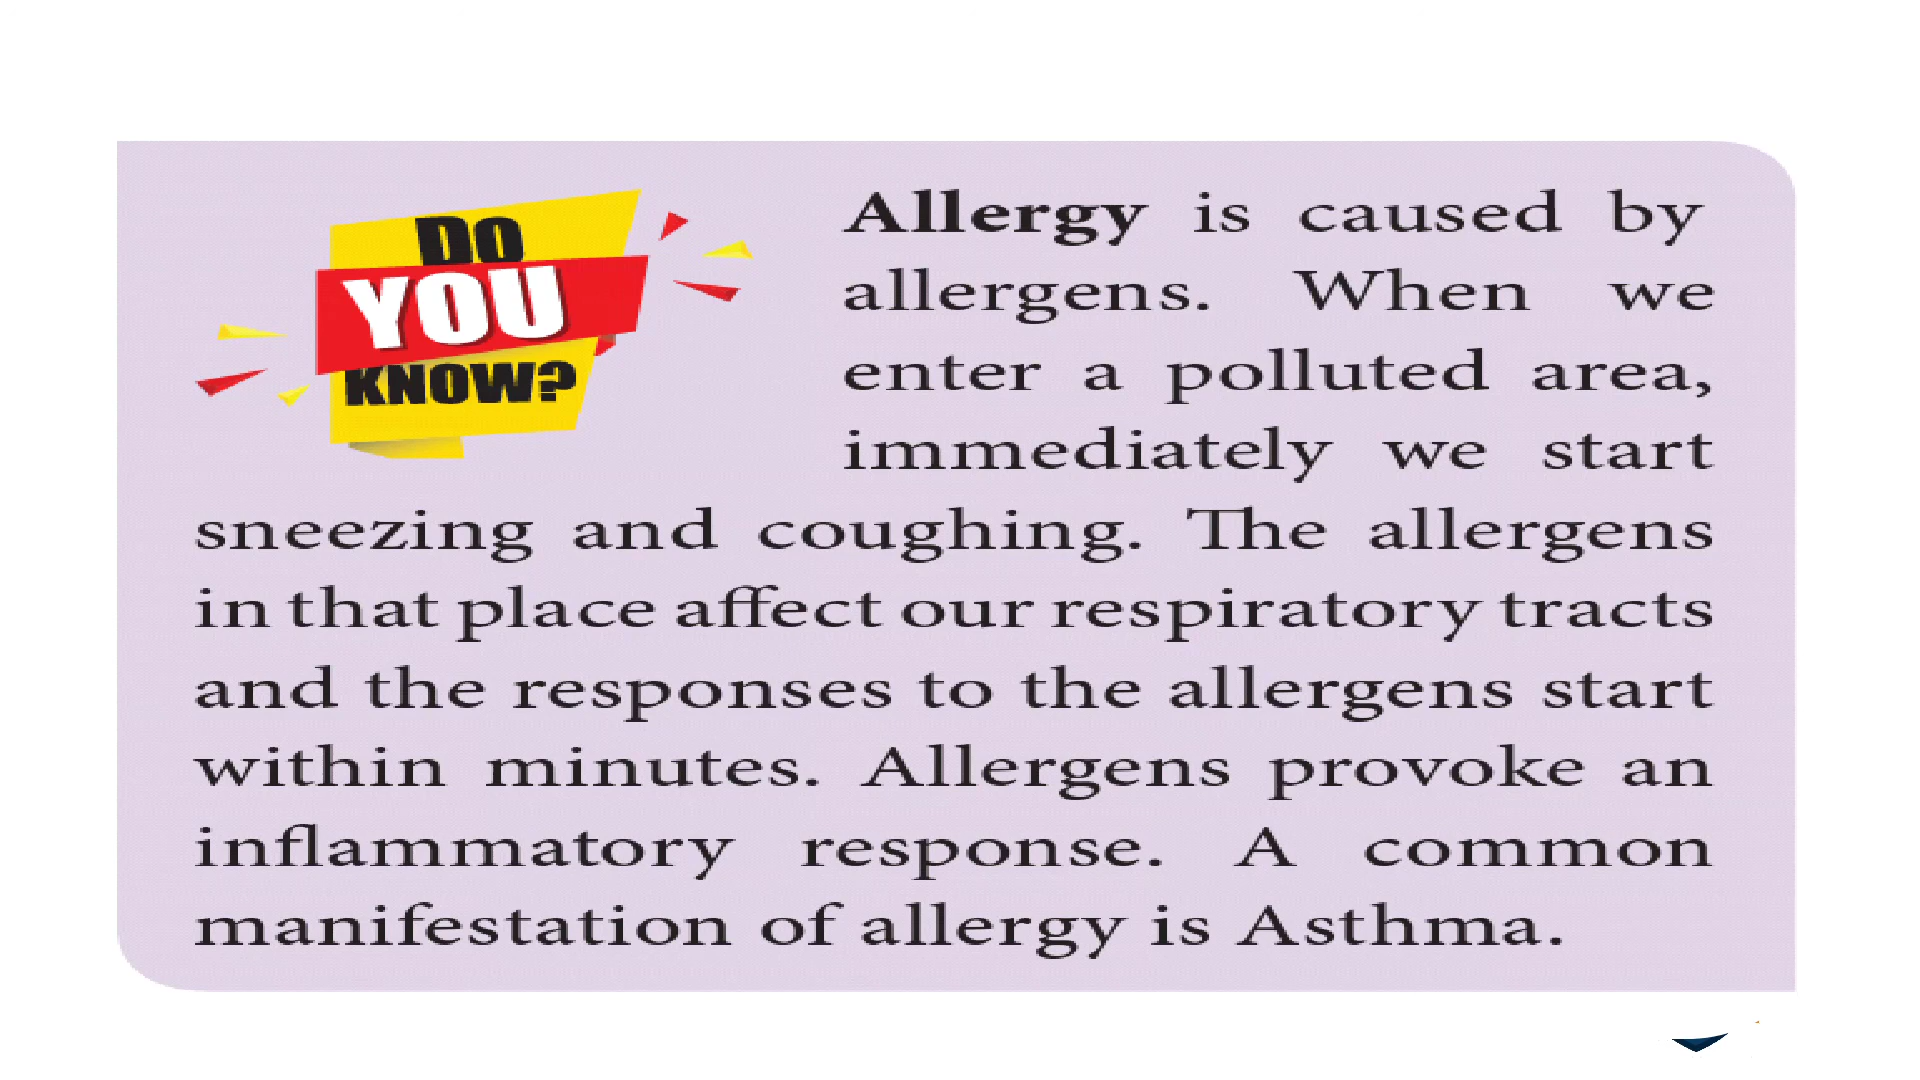 DO
YOU
KNOW?
Allergy is caused by
allergens. When we
enter a polluted area,
immediately we start
sneezing and coughing. The allergens
in that place affect our respiratory tracts
and the responses to the allergens start
within minutes. Allergens provoke an
inflammatory response. A common
manifestation of allergy is Asthma.